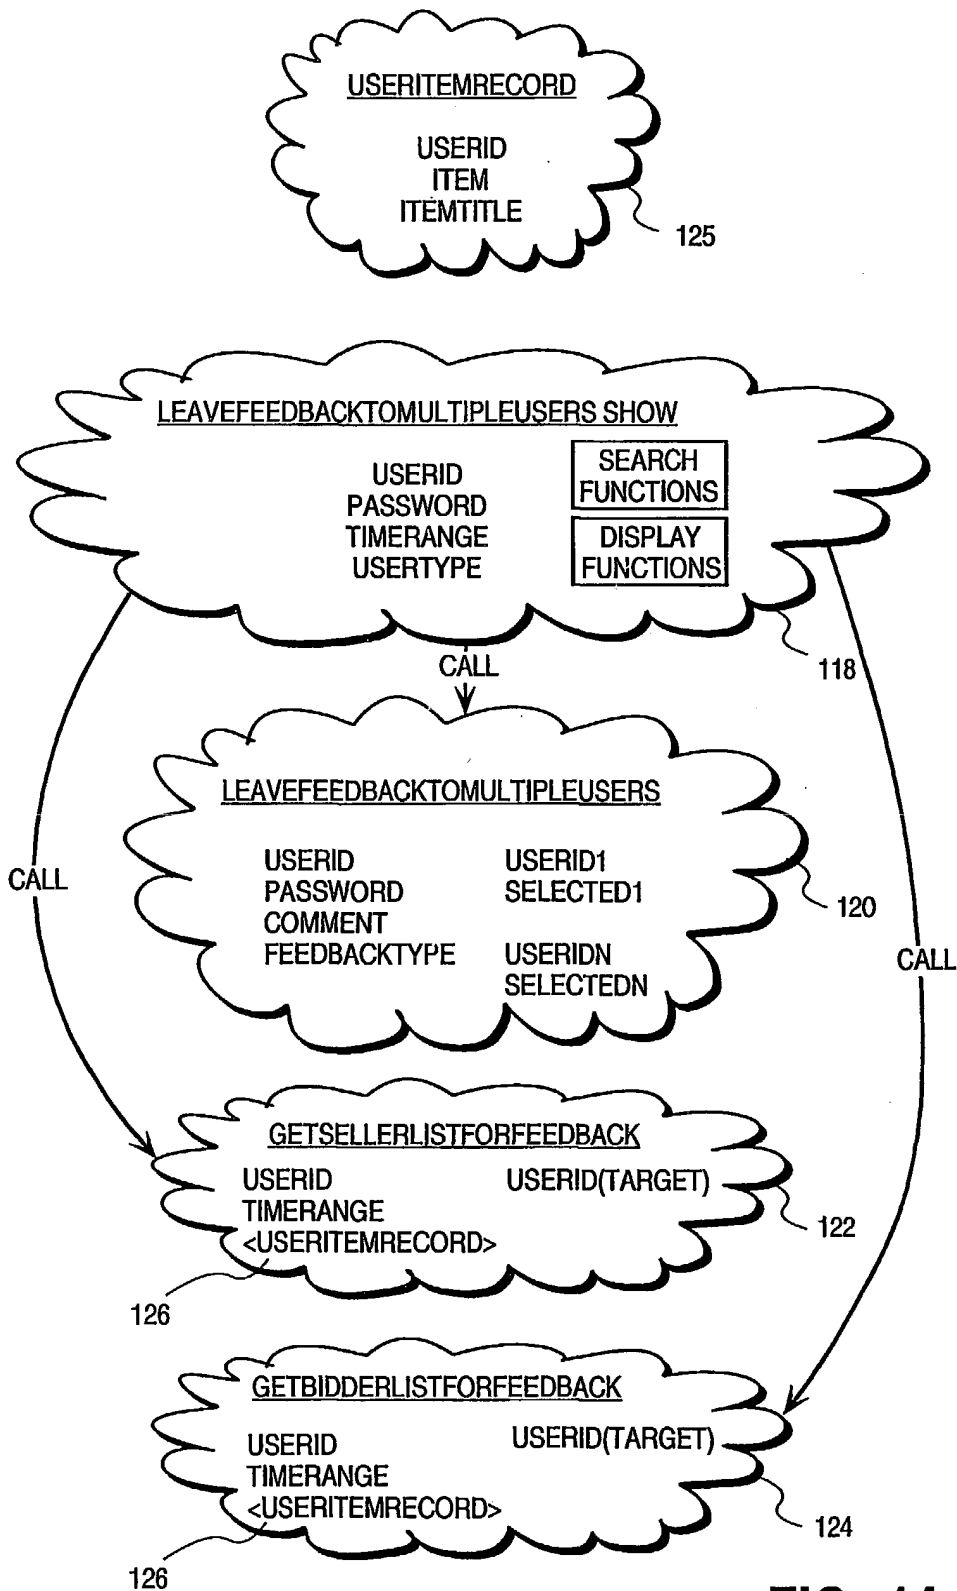 USERITEMRECORD
USERID
ITEM
ITEMTITLE
125
LEAVEFEEDBACKTOMULTIPLEUSERS SHOW
USERID
PASSWORD
TIMERANGE
USERTYPE
SEARCH
FUNCTIONS
DISPLAY
FUNCTIONS
118
CALL
CALL
CALL
LEAVEFEEDBACKTOMULTIPLEUSERS
USERID
PASSWORD
COMMENT
FEEDBACKTYPE
USERID1
SELECTED1
USERIDN
SELECTEDN
120
GETSELLERLISTFORFEEDBACK
USERID
TIMERANGE
<USERITEMRECORD>
USERID(TARGET)
122
126
GETBIDDERLISTFORFEEDBACK
USERID
TIMERANGE
<USERITEMRECORD>
USERID(TARGET)
124
126